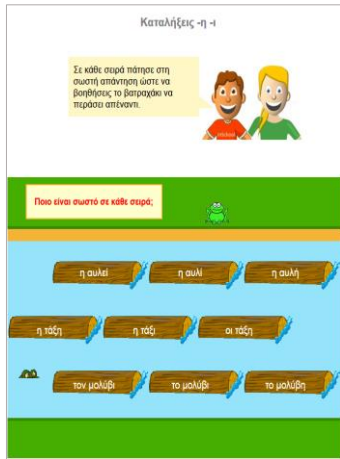 Καταλήξεις -η -ι
Σε κάθε σειρά πάτησε στη
σωστή απάντηση ώστε να
βοηθήσεις το βατραχάκι να
περάσει απέναντι.
Ποιο είναι σωστό σε κάθε σειρά;
η αυλεί η αυλί η αυλή
η τάξη η τάξι οι τάξη
τον μολύβι το μολύβι το μολύβη